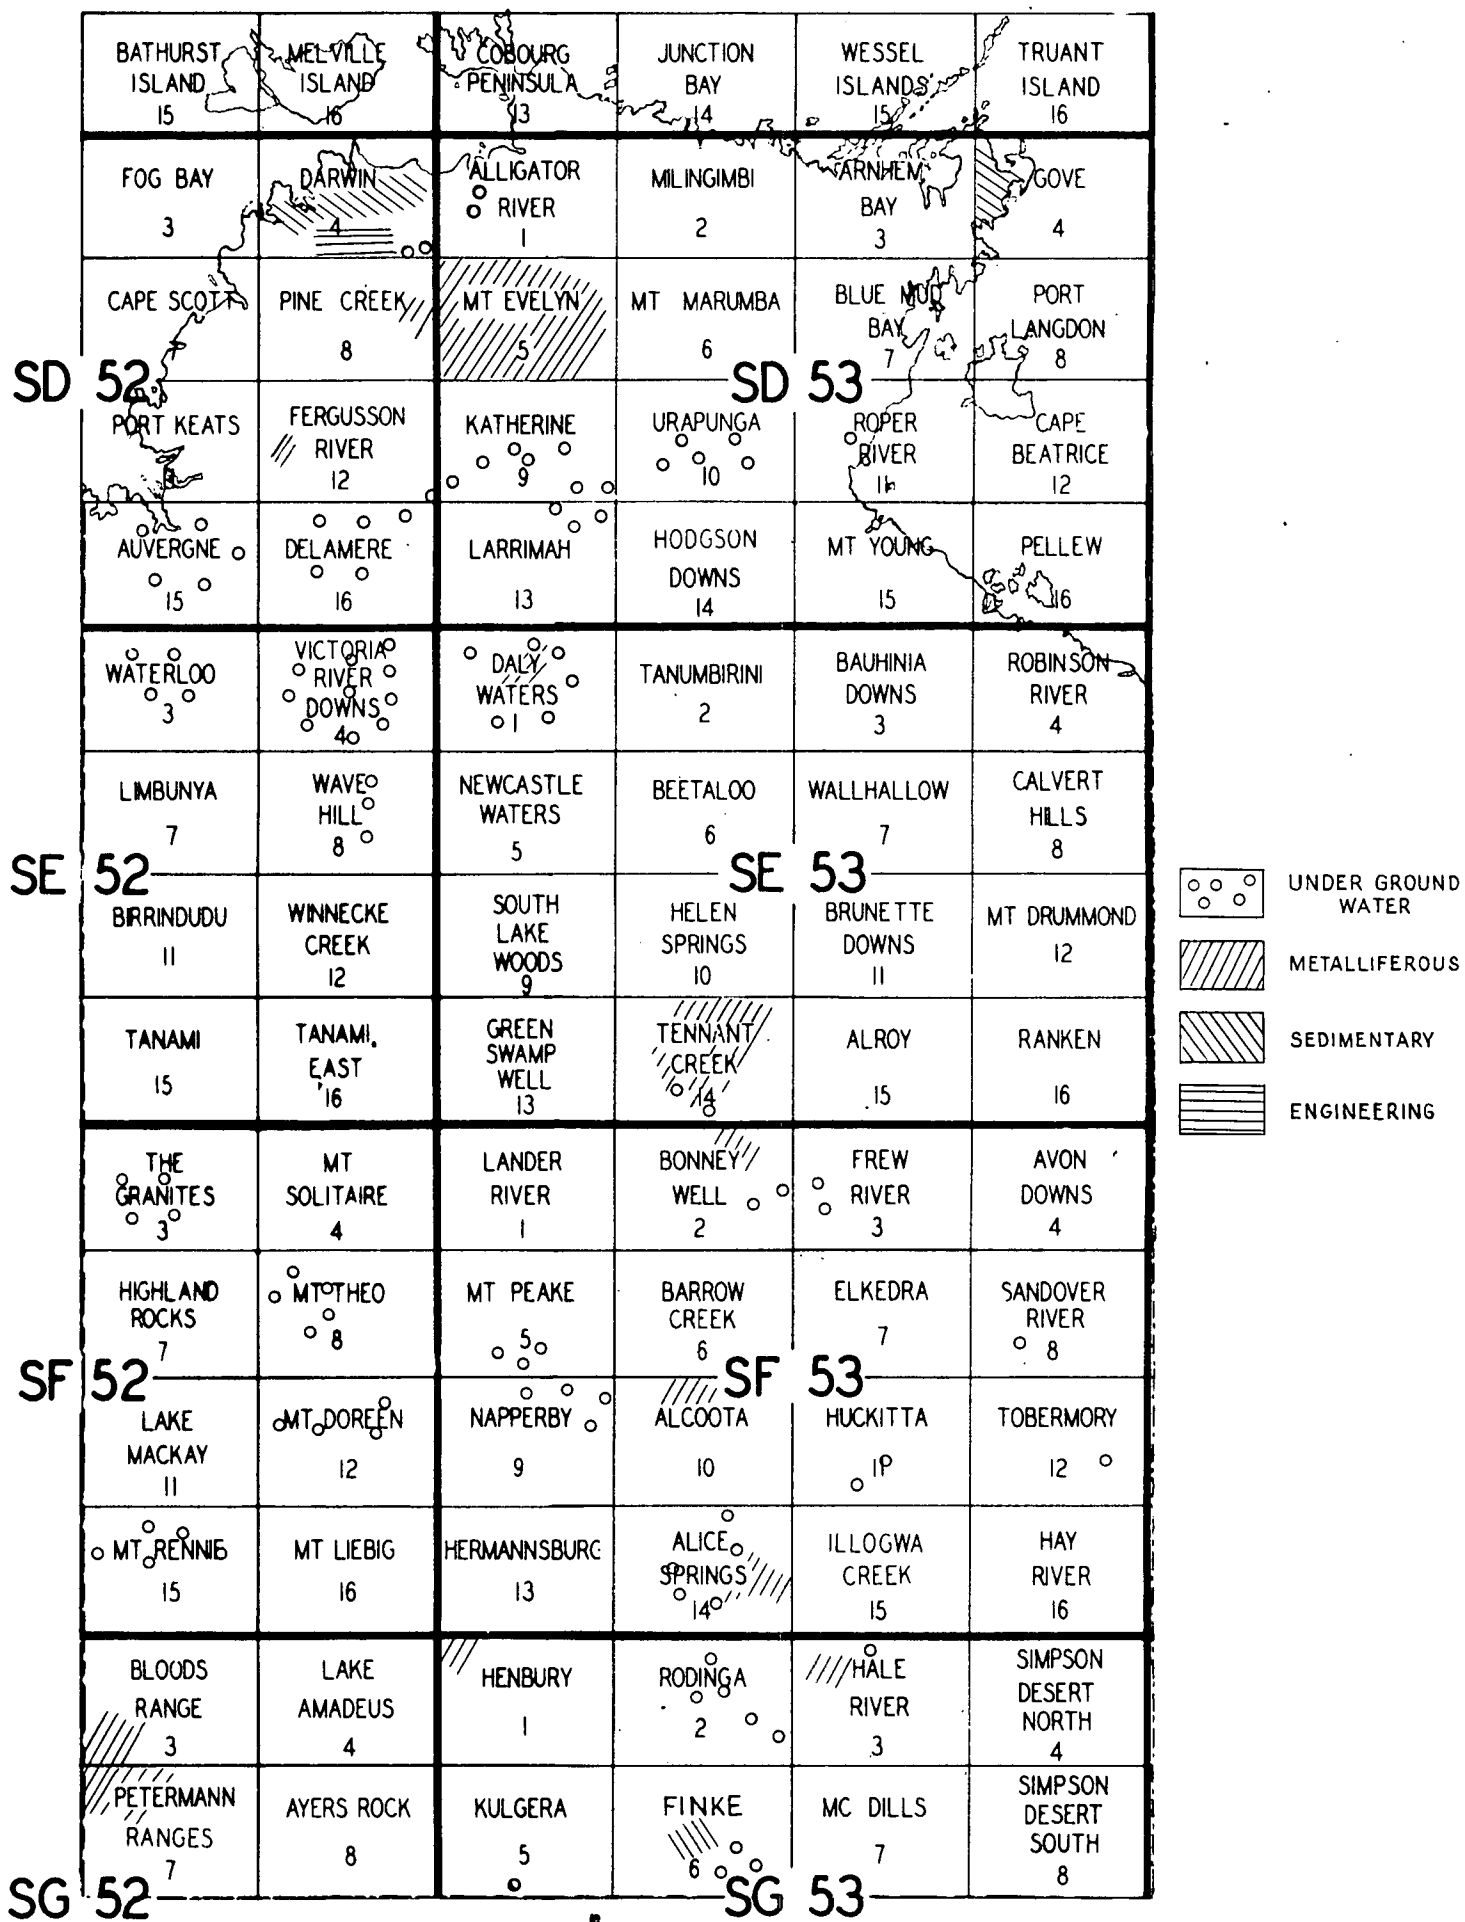 BATHURST
ISLAND
15
MELVILLE
ISLAND
16
COBOURG
PENINSULA
13
JUNCTION
BAY
14
WESSEL
ISLANDS
15
TRUANT
ISLAND
16
FOG BAY
3
DARWIN
4
ALLIGATOR
RIVER
1
MILINGIMBI
2
ARNHEM
BAY
3
GOVE
4
CAPE SCOTT
7
PINE CREEK
8
MT EVELYN
5
MT MARUMBA
6
BLUE MUD
BAY
7
PORT
LANGDON
8
SD 52
SD 53
PORT KEATS
FERGUSSON
RIVER
12
KATHERINE
9
URAPUNGA
10
ROPER
RIVER
11
CAPE
BEATRICE
12
AUVERGNE
15
DELAMERE
16
LARRIMAH
13
HODGSON
DOWNS
14
MT YOUNG
15
PELLEW
16
WATERLOO
3
VICTORIA
RIVER
DOWNS
4
DALY
WATERS
1
TANUMBIRINI
2
BAUHINIA
DOWNS
3
ROBINSON
RIVER
4
LIMBUNYA
7
WAVE
HILL
8
NEWCASTLE
WATERS
5
BEETALOO
6
WALLHALLOW
7
CALVERT
HILLS
8
SE 52
SE 53
BIRRINDUDU
11
WINNECKE
CREEK
12
SOUTH
LAKE
WOODS
9
HELEN
SPRINGS
10
BRUNETTE
DOWNS
11
MT DRUMMOND
12
TANAMI
15
TANAMI
EAST
16
GREEN
SWAMP
WELL
13
TENNANT
CREEK
14
ALROY
15
RANKEN
16
THE
GRANITES
3
MT
SOLITAIRE
4
LANDER
RIVER
1
BONNEY
WELL
2
FREW
RIVER
3
AVON
DOWNS
4
HIGHLAND
ROCKS
7
MT THEO
8
MT PEAKE
5
BARROW
CREEK
6
ELKEDRA
7
SANDOVER
RIVER
8
SF 52
SF 53
LAKE
MACKAY
11
MT DOREEN
12
NAPPERBY
9
ALCOOTA
10
HUCKITTA
11
TOBERMORY
12
MT RENNIE
15
MT LIEBIG
16
HERMANNSBURG
13
ALICE
SPRINGS
14
ILLOGWA
CREEK
15
HAY
RIVER
16
BLOODS
RANGE
3
LAKE
AMADEUS
4
HENBURY
1
RODINGA
2
HALE
RIVER
3
SIMPSON
DESERT
NORTH
4
PETERMANN
RANGES
7
AYERS ROCK
8
KULGERA
5
FINKE
6
MC DILLS
7
SIMPSON
DESERT
SOUTH
8
SG 52
SG 53
UNDER GROUND
WATER
METALLIFEROUS
SEDIMENTARY
ENGINEERING